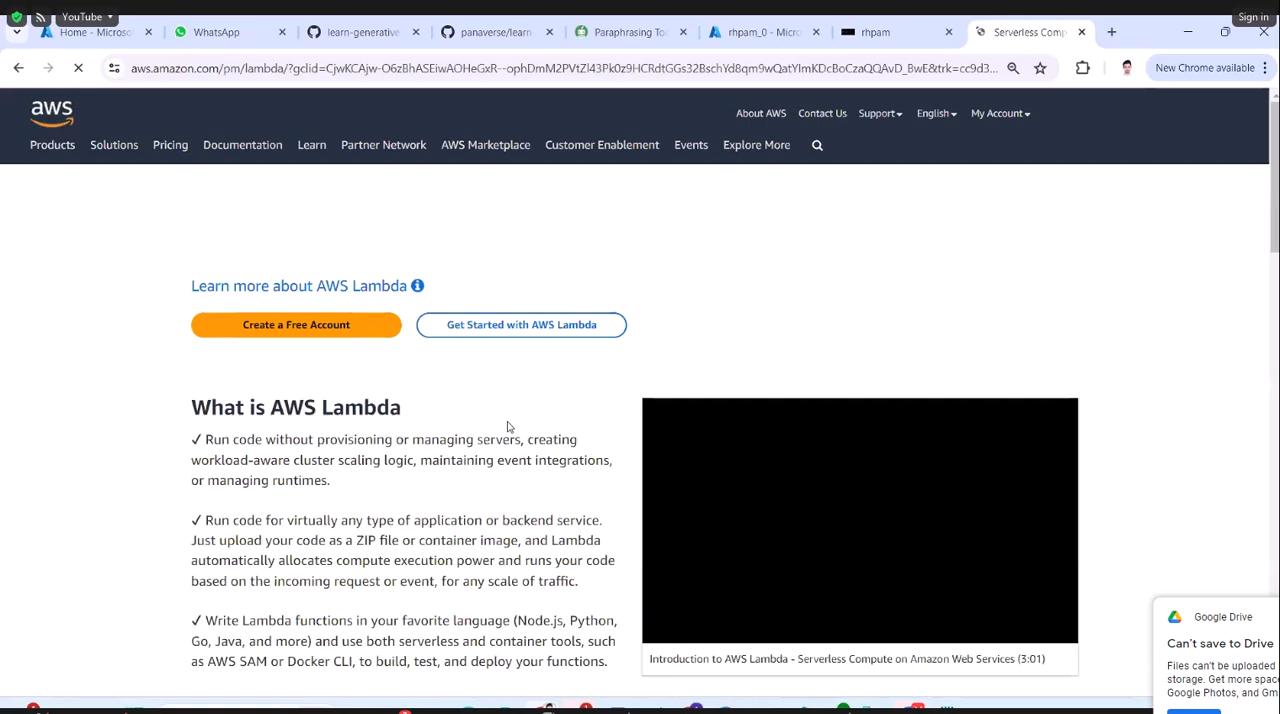 YouTube
Sign in
Home - Micros
WhatsApp
learn-generative
panaverse/learn
Paraphrasing To
rhpam_0 - Micro
rhpam
Serverless Comp
aws.amazon.com/pm/lambda/?gclid=CjwKCAjw-O6zBhASEiwAOHeGxR--ophDmM2PVtZl43Pk0z9HCRdtGGs32BschYd8qm9wQatYImKDcBoCzaQQAvD_BwE&trk=cc9d3...
New Chrome available
aws
About AWS Contact Us Support English My Account
Products Solutions Pricing Documentation Learn Partner Network AWS Marketplace Customer Enablement Events Explore More
Learn more about AWS Lambda
Create a Free Account
Get Started with AWS Lambda
What is AWS Lambda
✓ Run code without provisioning or managing servers, creating
workload-aware cluster scaling logic, maintaining event integrations,
or managing runtimes.
✓ Run code for virtually any type of application or backend service.
Just upload your code as a ZIP file or container image, and Lambda
automatically allocates compute execution power and runs your code
based on the incoming request or event, for any scale of traffic.
✓ Write Lambda functions in your favorite language (Node.js, Python,
Go, Java, and more) and use both serverless and container tools, such
as AWS SAM or Docker CLI, to build, test, and deploy your functions.
Introduction to AWS Lambda - Serverless Compute on Amazon Web Services (3:01)
Google Drive
Can't save to Drive
Files can't be uploaded
storage. Get more spac
Google Photos, and Gm